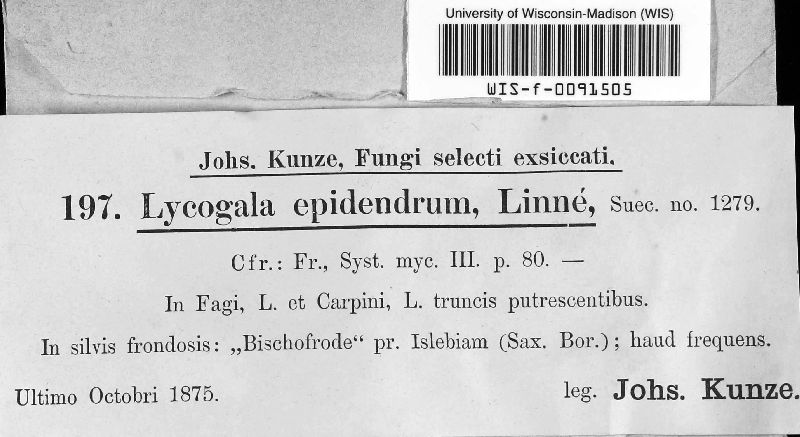 University of Wisconsin-Madison (WIS)
WIS-f-0091505
Johs. Kunze, Fungi selecti exsiccati.
197. Lycogala epidendrum, Linné, Suec. no. 1279.
Cfr.: Fr., Syst. myc. III. p. 80. —
In Fagi, L. et Carpini, L. truncis putrescentibus.
In silvis frondosis: „Bischofrode“ pr. Islebiam (Sax. Bor.); haud frequens.
Ultimo Octobri 1875. leg. Johs. Kunze.